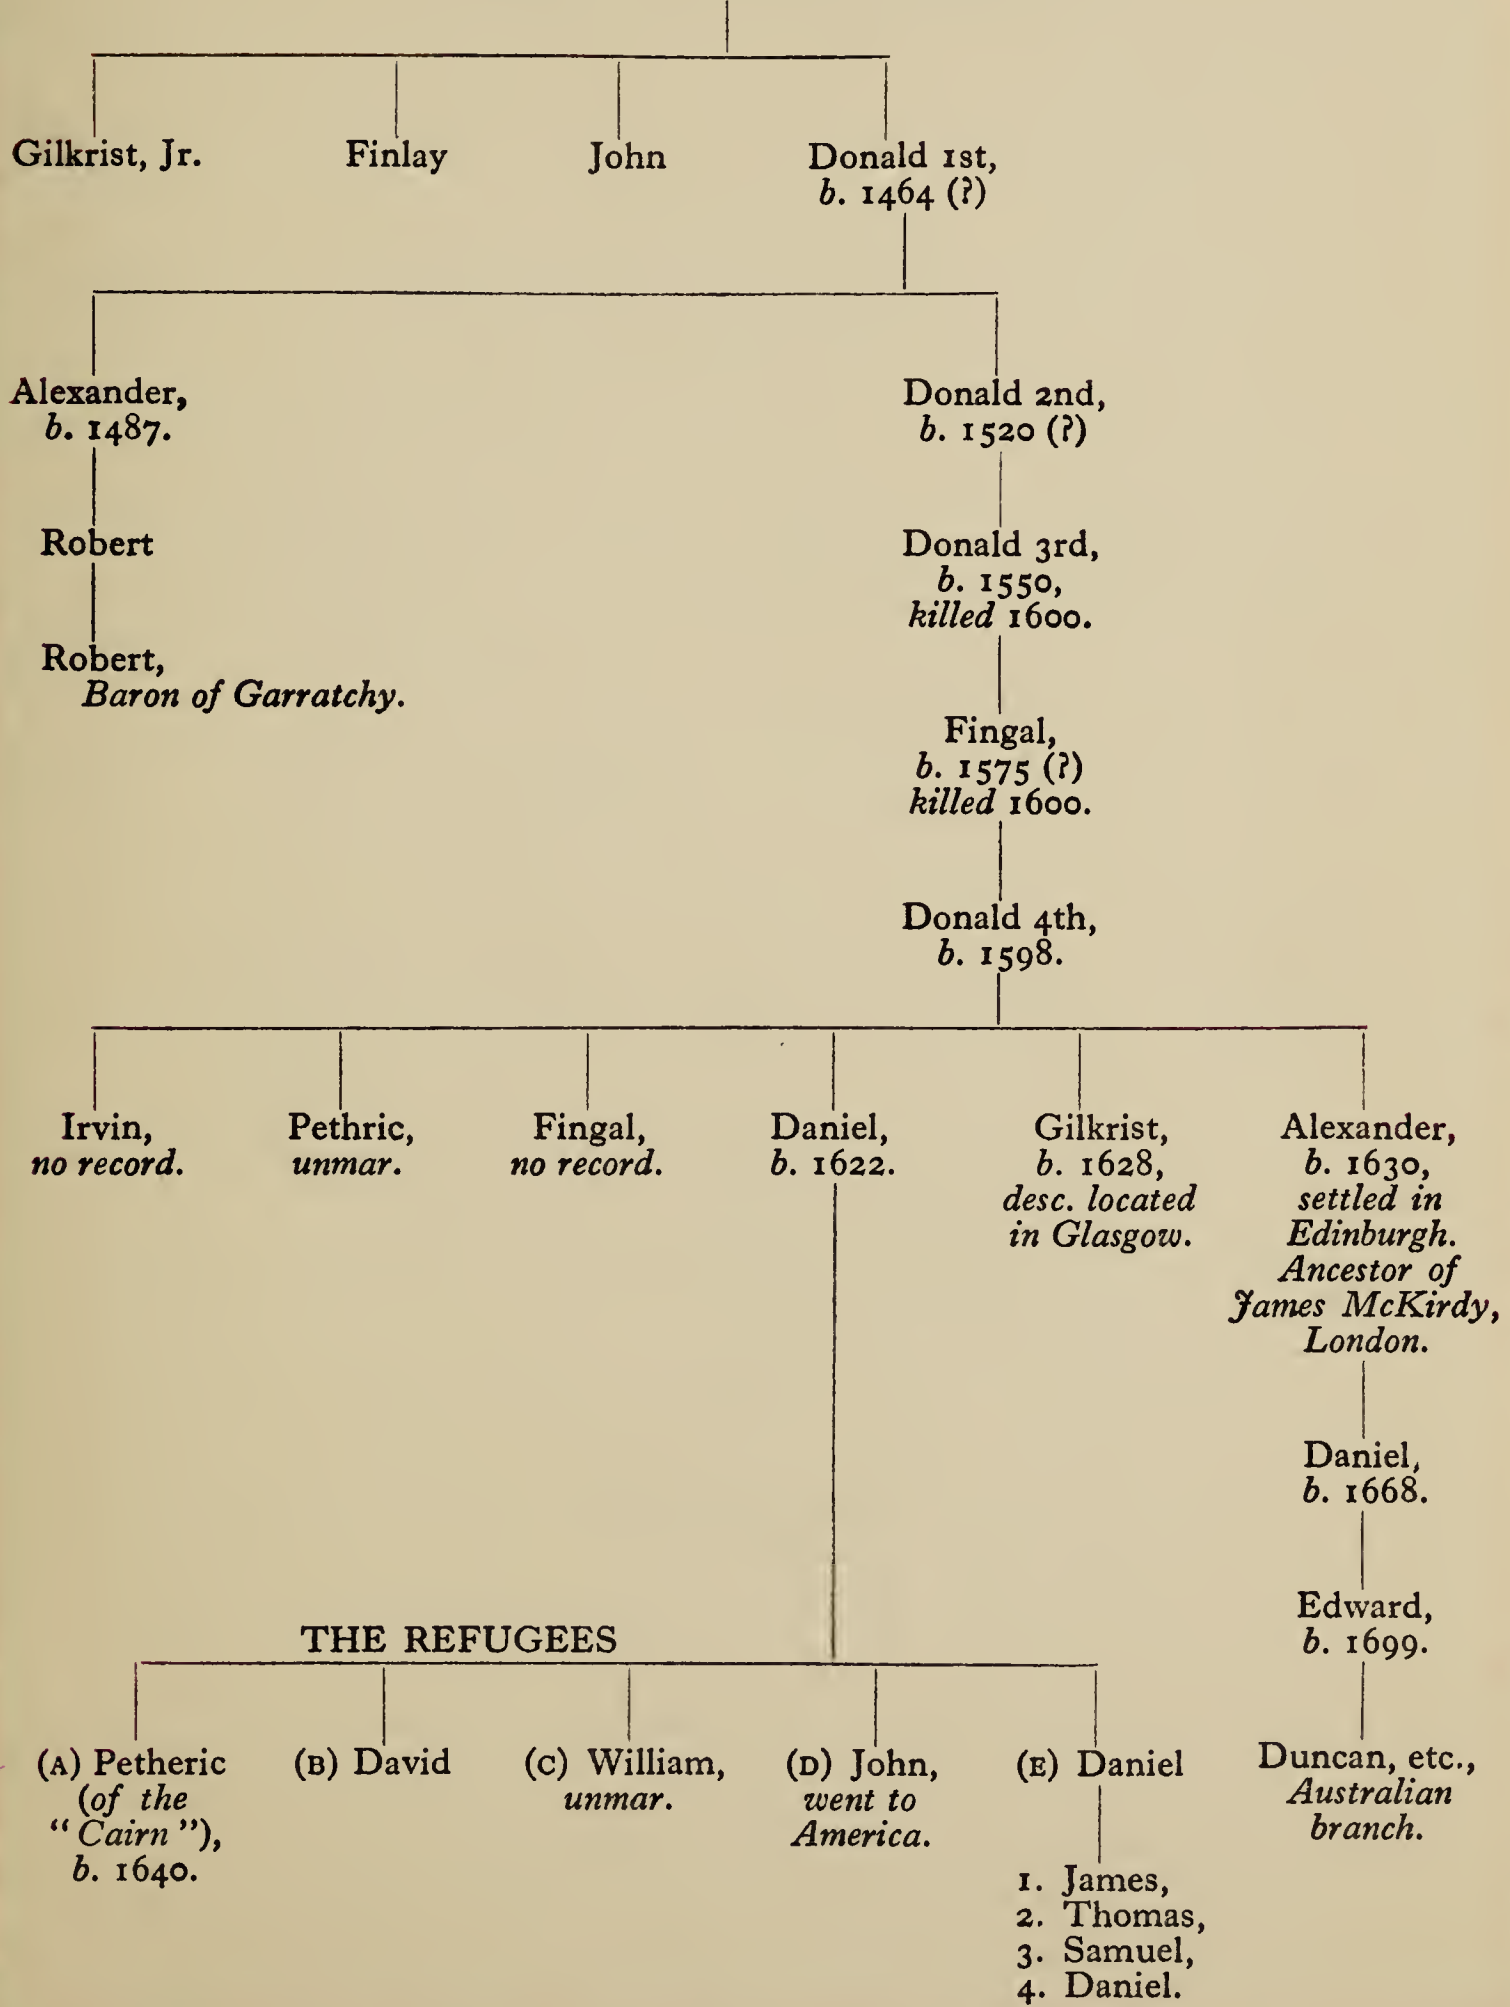 Gilkrist, Jr.
Finlay
John
Donald 1st,
b. 1464 (?)
Alexander,
b. 1487.
Donald 2nd,
b. 1520 (?)
Robert
Donald 3rd,
b. 1550,
killed 1600.
Robert,
Baron of Garratchy.
Fingal,
b. 1575 (?)
killed 1600.
Donald 4th,
b. 1598.
Irvin,
no record.
Pethric,
unmar.
Fingal,
no record.
Daniel,
b. 1622.
Gilkrist,
b. 1628,
desc. located
in Glasgow.
Alexander,
b. 1630,
settled in
Edinburgh.
Ancestor of
James McKirdy,
London.
Daniel,
b. 1668.
Edward,
b. 1699.
Duncan, etc.,
Australian
branch.
THE REFUGEES
(A) Petheric
(of the
“ Cairn ”),
b. 1640.
(B) David
(C) William,
unmar.
(D) John,
went to
America.
(E) Daniel
1. James,
2. Thomas,
3. Samuel,
4. Daniel.